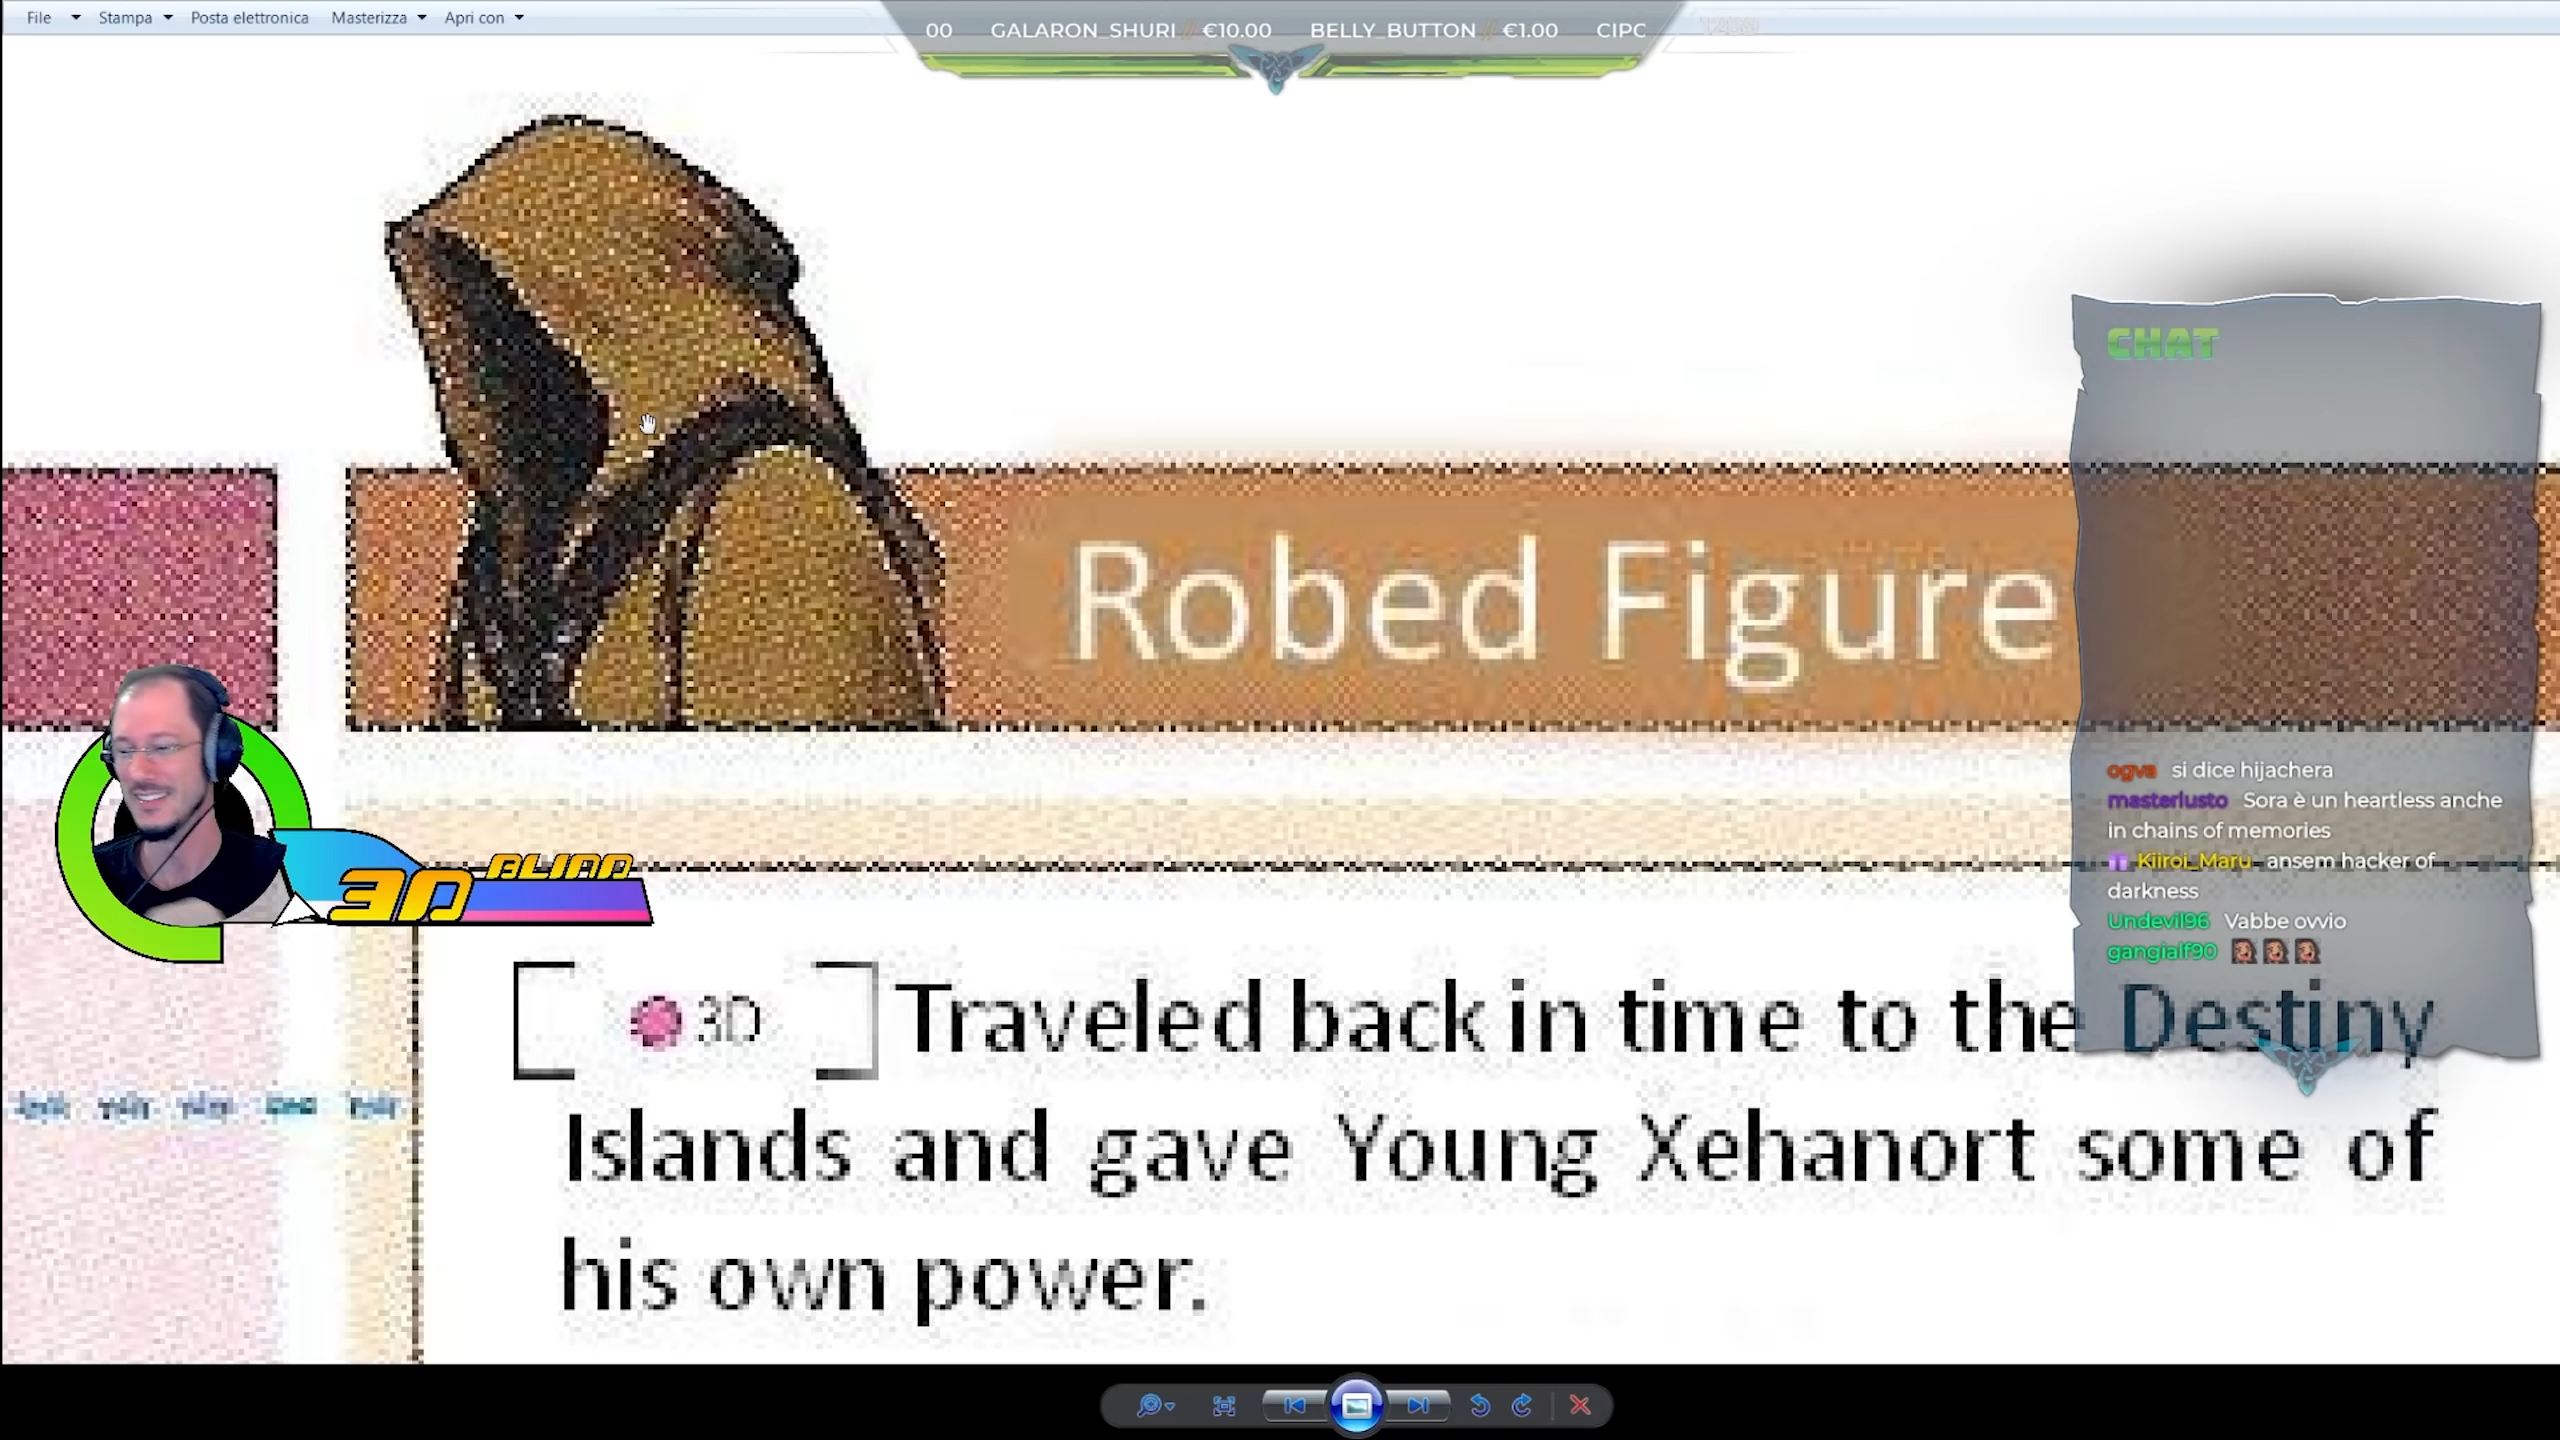 File Stampa Posta elettronica Masterizza Apri con
00 GALARON_SHURI // €10.00 BELLY_BUTTON // €1.00 CIPC
CHAT
Robed Figure
ogva si dice hijachera
masterlusto Sora è un heartless anche
in chains of memories
Kiiroi_Maru ansem hacker of
darkness
Undevil96 Vabbe ovvio
gangialf90
BLIND
3D
3D Traveled back in time to the Destiny
Islands and gave Young Xehanort some of
his own power.